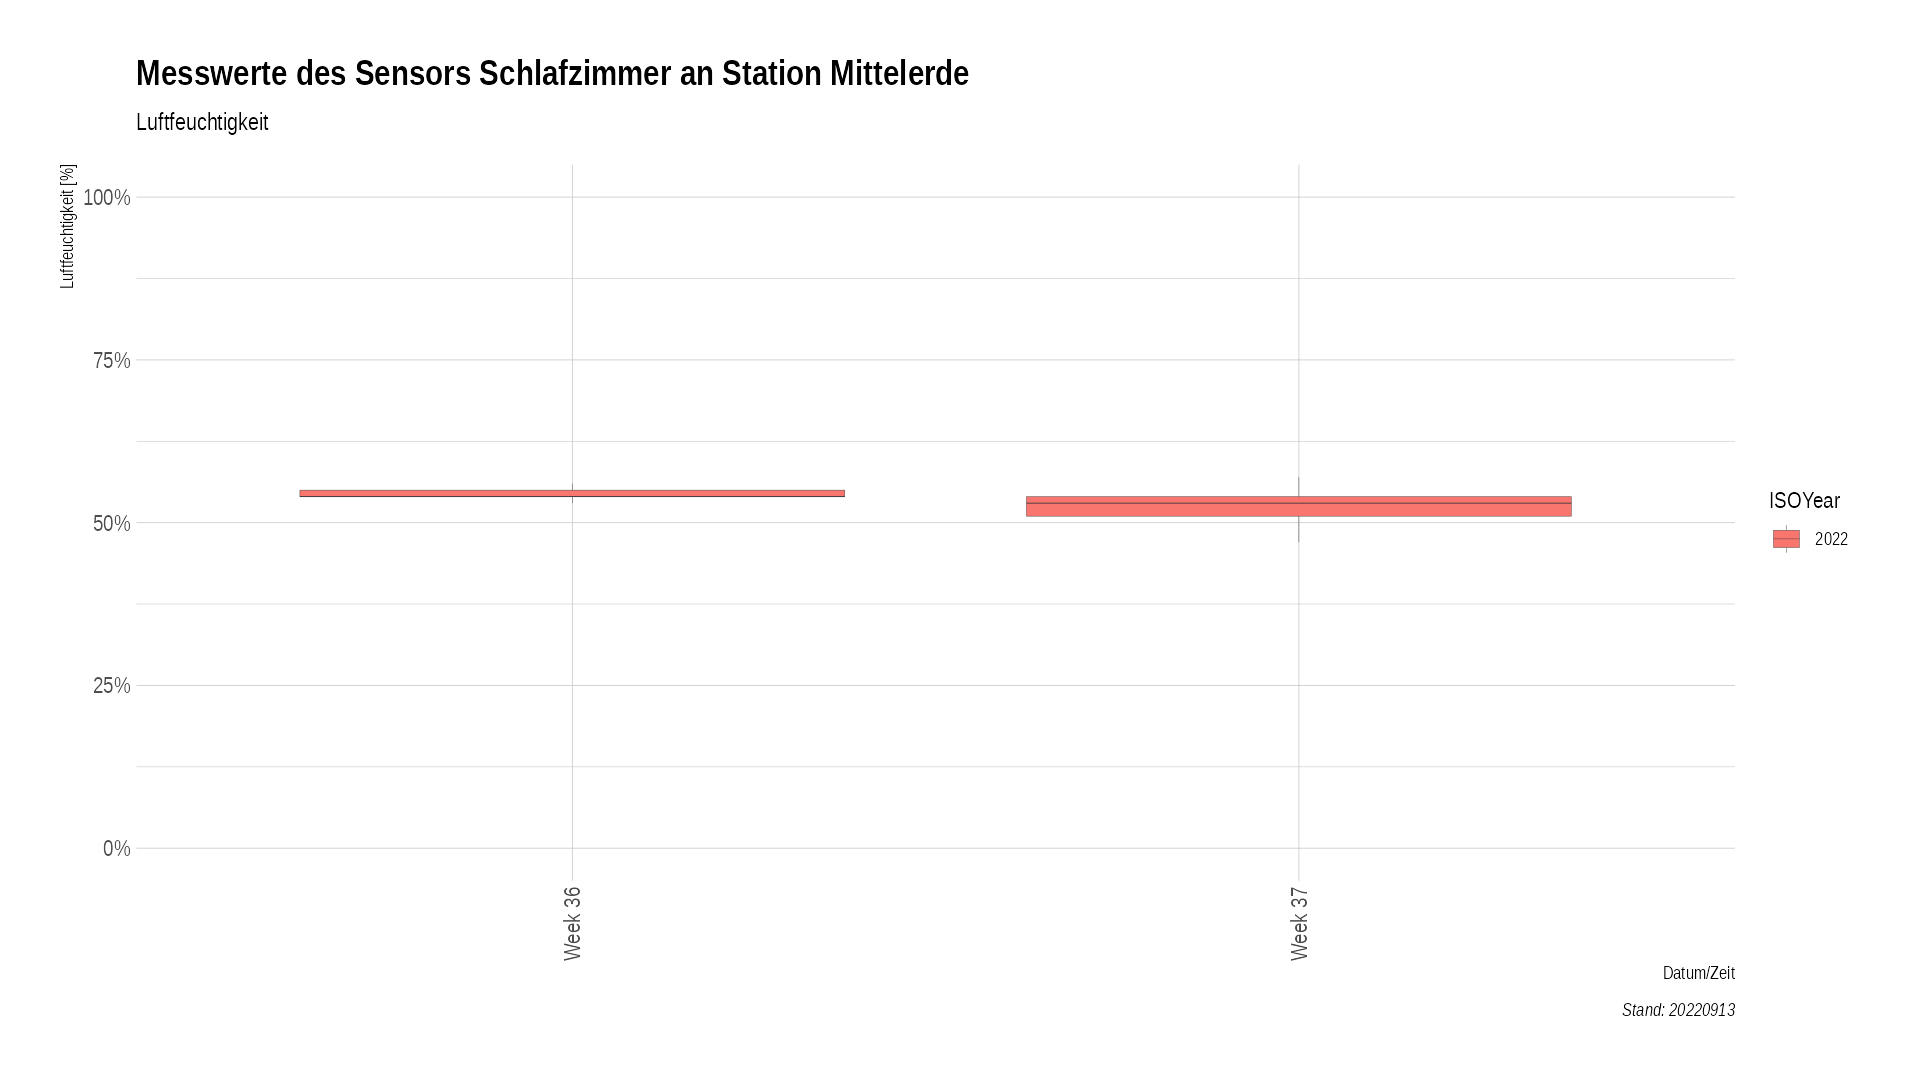 Messwerte des Sensors Schlafzimmer an Station Mittelerde
Luftfeuchtigkeit
Luftfeuchtigkeit [%]
100%
75%
50%
25%
0%
Week 36
Week 37
Datum/Zeit
Stand: 20220913
ISOYear
2022